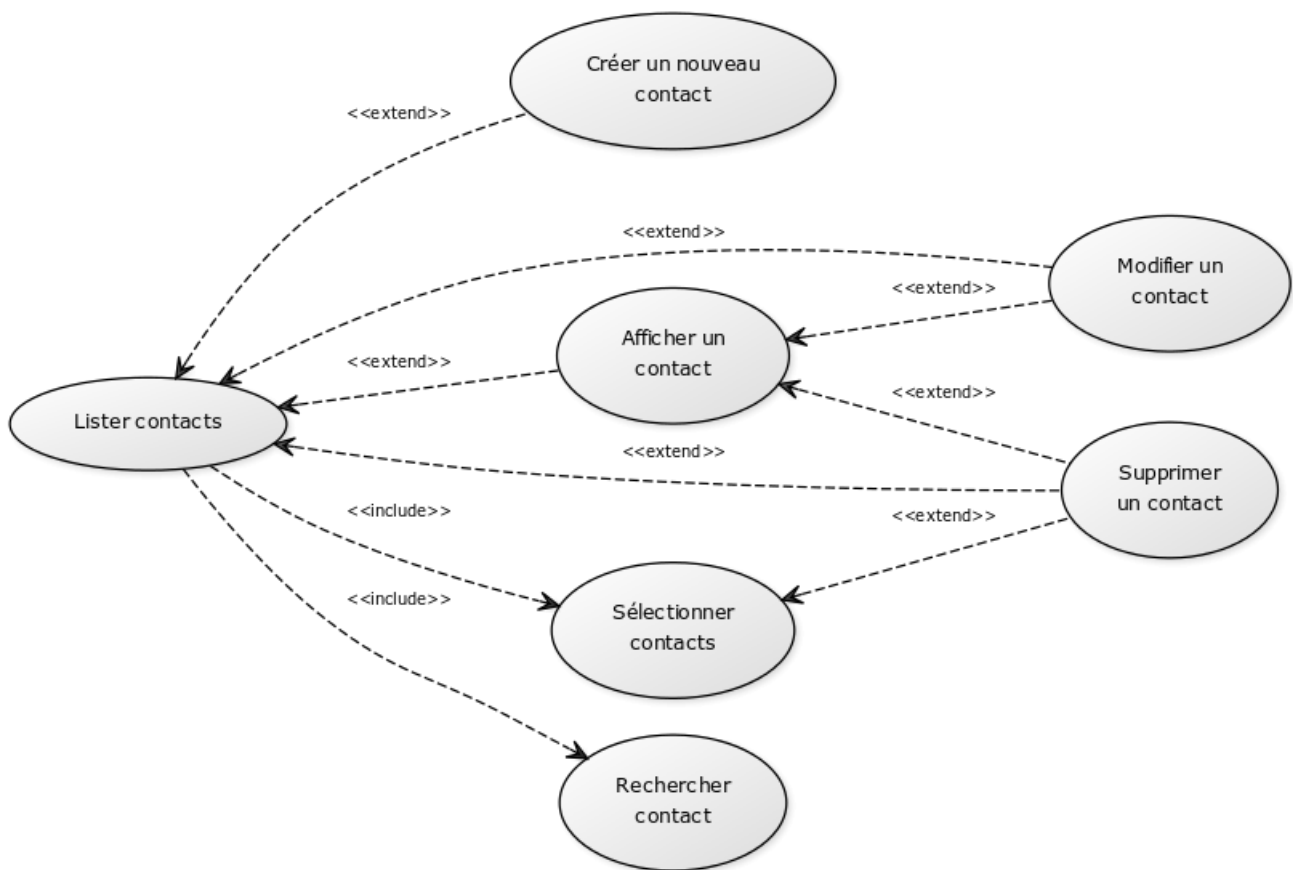 Créer un nouveau
contact
<<extend>>
<<extend>>
Modifier un
contact
<<extend>>
Afficher un
contact
<<extend>>
<<extend>>
Lister contacts
<<extend>>
Supprimer
un contact
<<include>>
<<extend>>
<<include>>
Sélectionner
contacts
Rechercher
contact